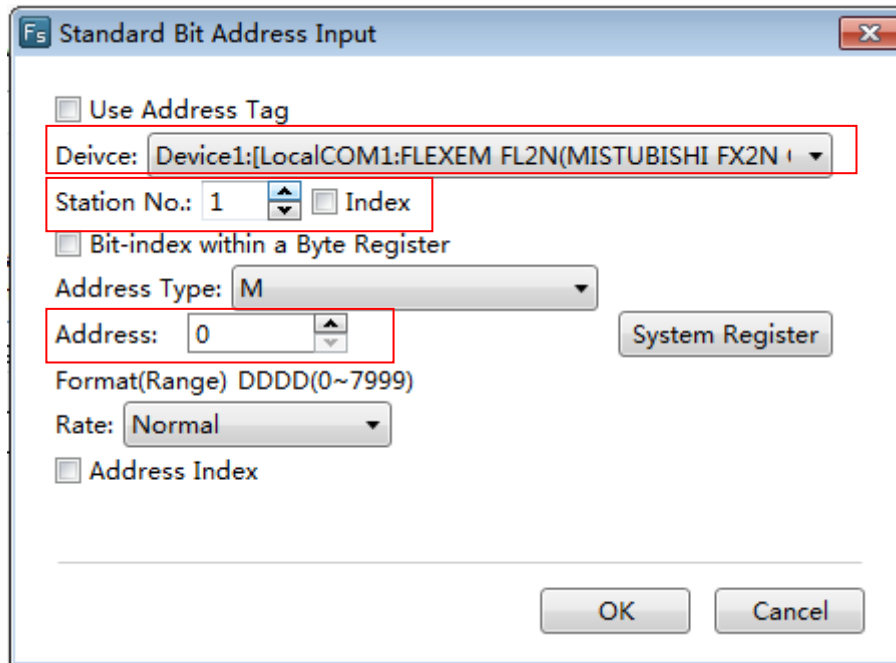 Fs Standard Bit Address Input
Use Address Tag
Deivce: Device1:[LocalCOM1:FLEXEM FL2N(MISTUBISHI FX2N
Station No.: 1 Index
Bit-index within a Byte Register
Address Type: M
Address: 0 System Register
Format(Range) DDDD(0~7999)
Rate: Normal
Address Index
OK Cancel